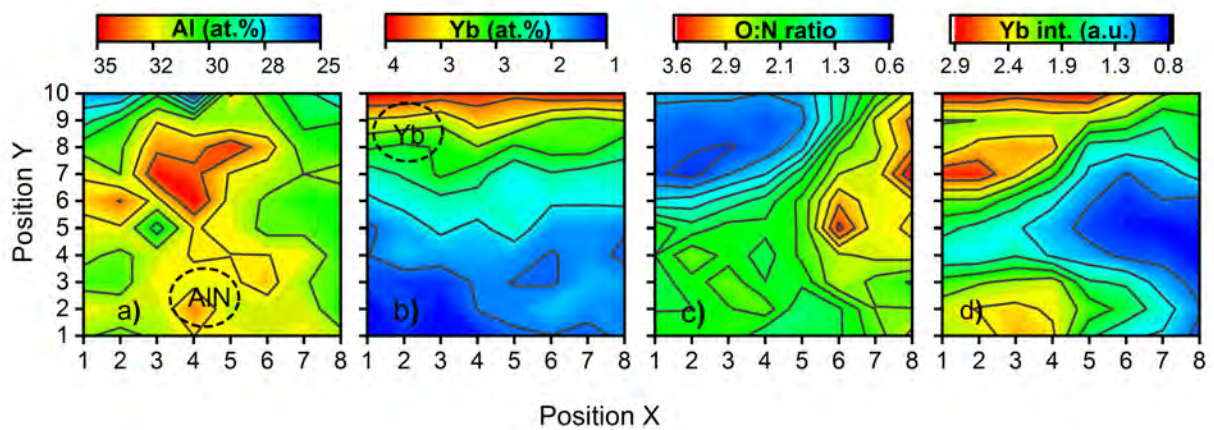 Al (at.%) Yb (at.%) O:N ratio Yb int. (a.u.)
35 32 30 28 25 4 3 3 2 1 3.6 2.9 2.1 1.3 0.6 2.9 2.4 1.9 1.3 0.8
10
9
8
7
6
5
4
3
2
1
Position Y
Yb
AlN
a) b) c) d)
1 2 3 4 5 6 7 8 1 2 3 4 5 6 7 8 1 2 3 4 5 6 7 8 1 2 3 4 5 6 7 8
Position X